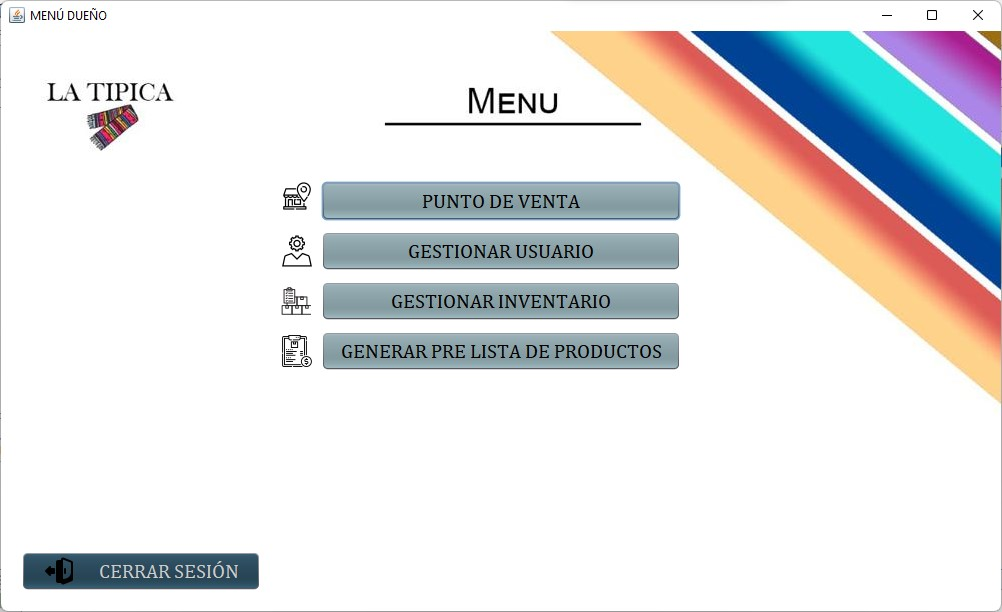 MENÚ DUEÑO
LA TIPICA
MENU
PUNTO DE VENTA
GESTIONAR USUARIO
GESTIONAR INVENTARIO
GENERAR PRE LISTA DE PRODUCTOS
CERRAR SESIÓN